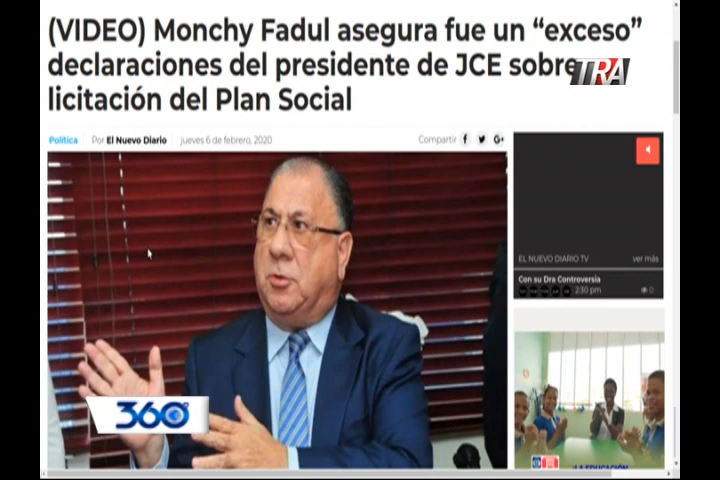 (VIDEO) Monchy Fadul asegura fue un “exceso”
declaraciones del presidente de JCE sobre
licitación del Plan Social
TRA
Política
Por El Nuevo Diario
jueves 6 de febrero, 2020
Compartir
EL NUEVO DIARIO TV
ver más
Con su Dra Controversia
2:30 pm
0
360°
¡LA EDUCACIÓN